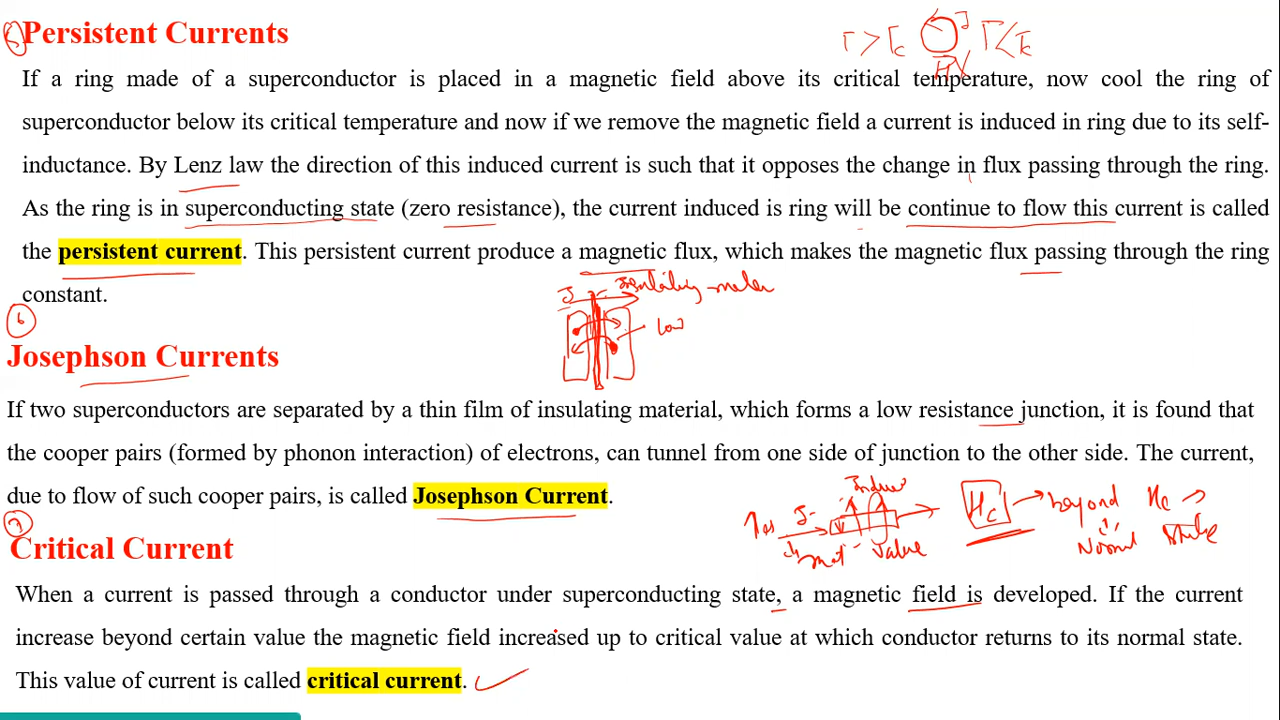 Persistent Currents
T > Tc T < Tc
If a ring made of a superconductor is placed in a magnetic field above its critical temperature, now cool the ring of
superconductor below its critical temperature and now if we remove the magnetic field a current is induced in ring due to its self-
inductance. By Lenz law the direction of this induced current is such that it opposes the change in flux passing through the ring.
As the ring is in superconducting state (zero resistance), the current induced is ring will be continue to flow this current is called
the persistent current. This persistent current produce a magnetic flux, which makes the magnetic flux passing through the ring
constant.
6
Josephson Currents
If two superconductors are separated by a thin film of insulating material, which forms a low resistance junction, it is found that
the cooper pairs (formed by phonon interaction) of electrons, can tunnel from one side of junction to the other side. The current,
due to flow of such cooper pairs, is called Josephson Current.
Hc beyond Hc
Normal State
value
7
Critical Current
When a current is passed through a conductor under superconducting state, a magnetic field is developed. If the current
increase beyond certain value the magnetic field increased up to critical value at which conductor returns to its normal state.
This value of current is called critical current.